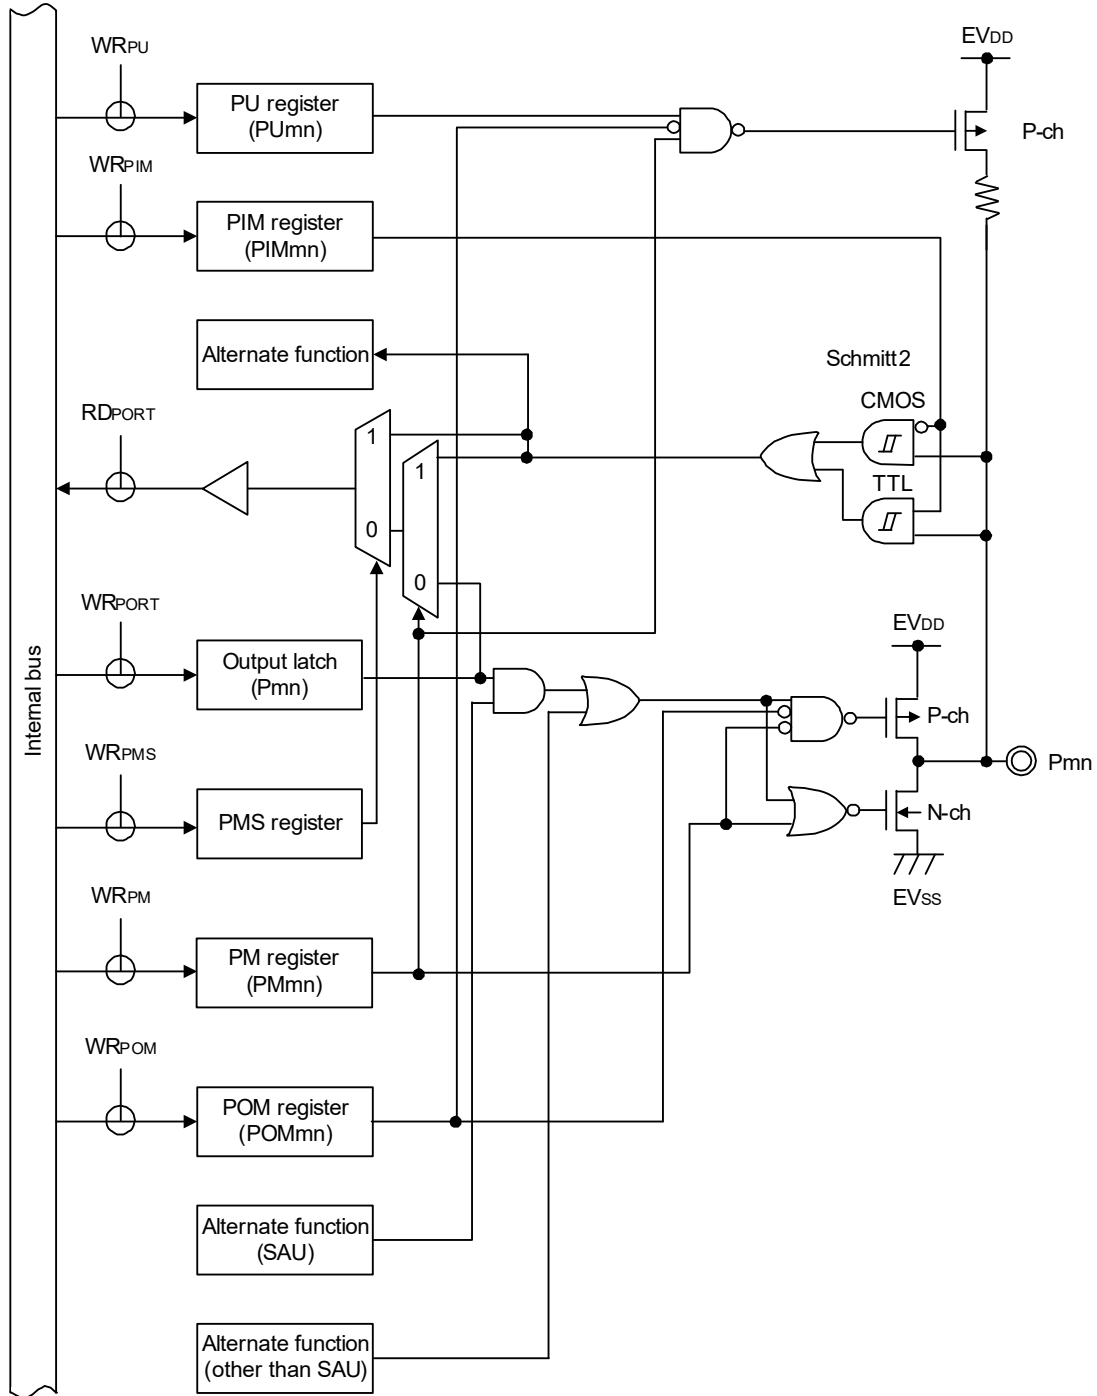 EVDD
WRPU
PU register
(PUmn)
P-ch
WRPIM
PIM register
(PIMmn)
Alternate function
Schmitt2
CMOS
RDPORT
1
1
TTL
0
0
WRPORT
EVDD
Output latch
(Pmn)
Internal bus
P-ch
WRPMS
Pmn
PMS register
N-ch
WRPM
EVSS
PM register
(PMmn)
WRPOM
POM register
(POMmn)
Alternate function
(SAU)
Alternate function
(other than SAU)